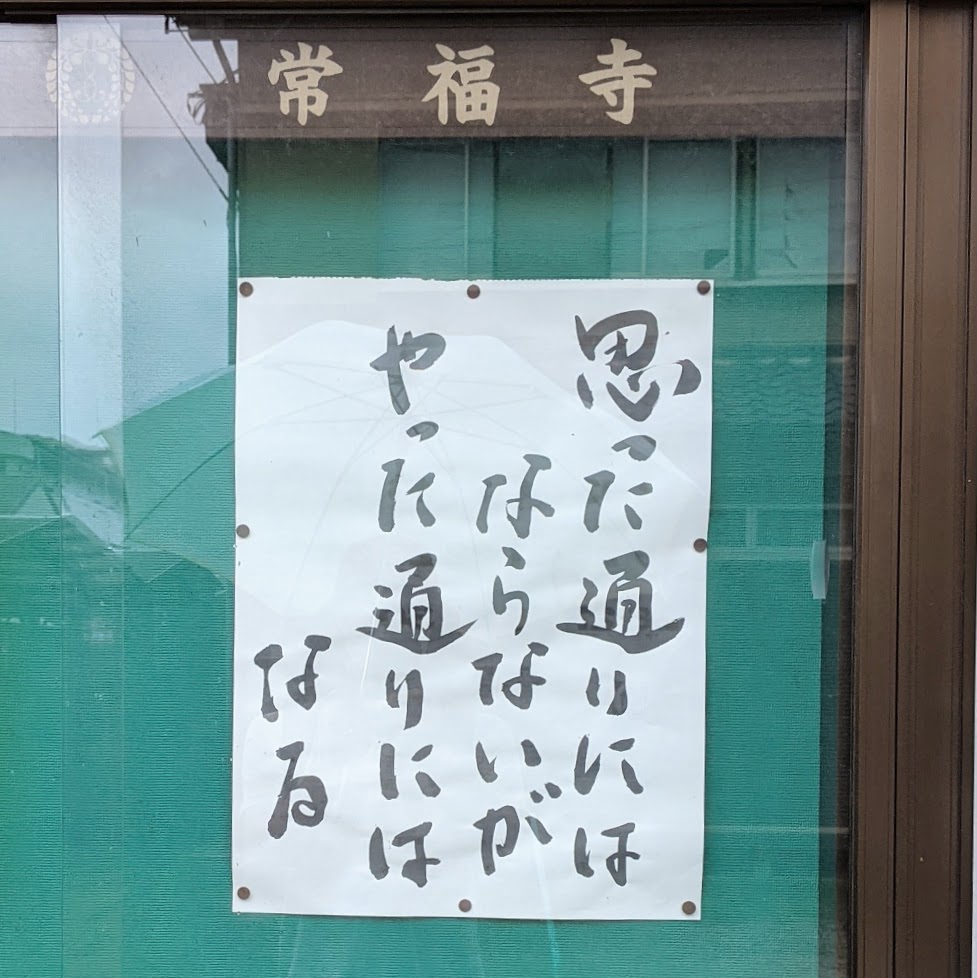 常福寺
思った通りには
ならないが
やった通りには
なる